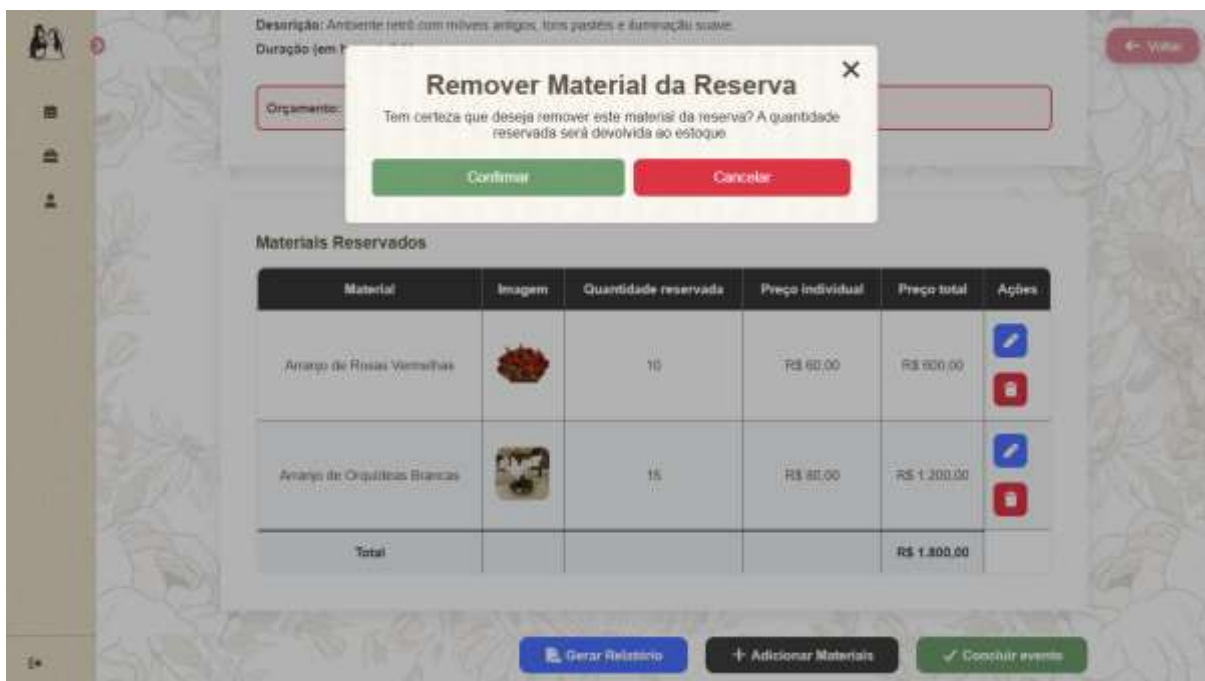 Descrição: Ambiente retrô com móveis antigos, tons pastéis e iluminação suave.
Duração (em
Voltar
Remover Material da Reserva
Orçamento:
Tem certeza que deseja remover este material da reserva? A quantidade
reservada será devolvida ao estoque
Confirmar Cancelar
Materiais Reservados
Material Imagem Quantidade reservada Preço individual Preço total Ações
Arranjo de Rosas Vermelhas 10 R$ 60,00 R$ 600,00
Arranjo de Orquídeas Brancas 15 R$ 80,00 R$ 1.200,00
Total R$ 1.800,00
Gerar Relatório Adicionar Materiais Concluir evento